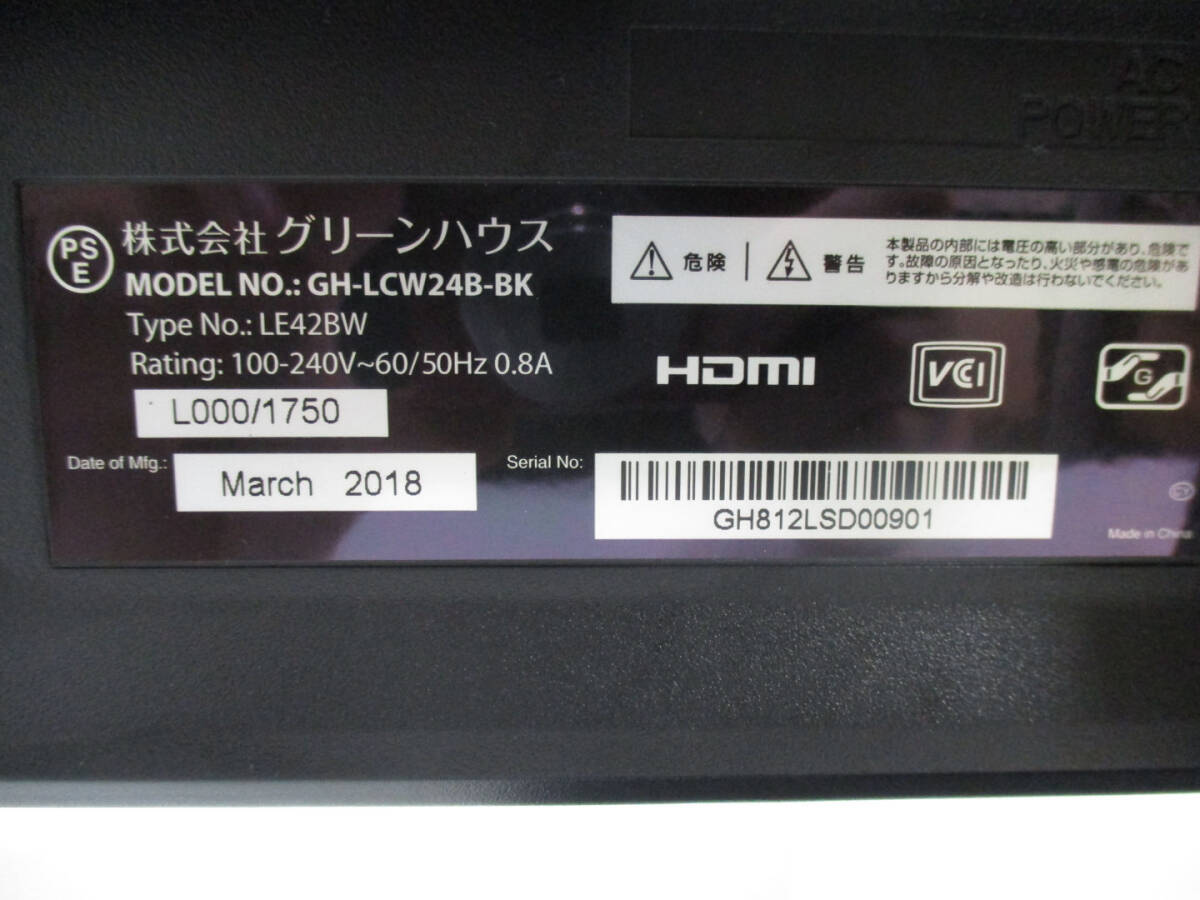 AC
POWER
PS
E
株式会社グリーンハウス
MODEL NO.: GH-LCW24B-BK
Type No.: LE42BW
Rating: 100-240V~60/50Hz 0.8A
L000/1750
Date of Mfg.:
March 2018
危険
警告
本製品の内部には電圧の高い部分があり、危険で
す。故障の原因となったり、火災や感電の危険があ
りますから分解や改造は行わないでください。
HDMI
VCI
G
Serial No:
GH812LSD00901
Made in China